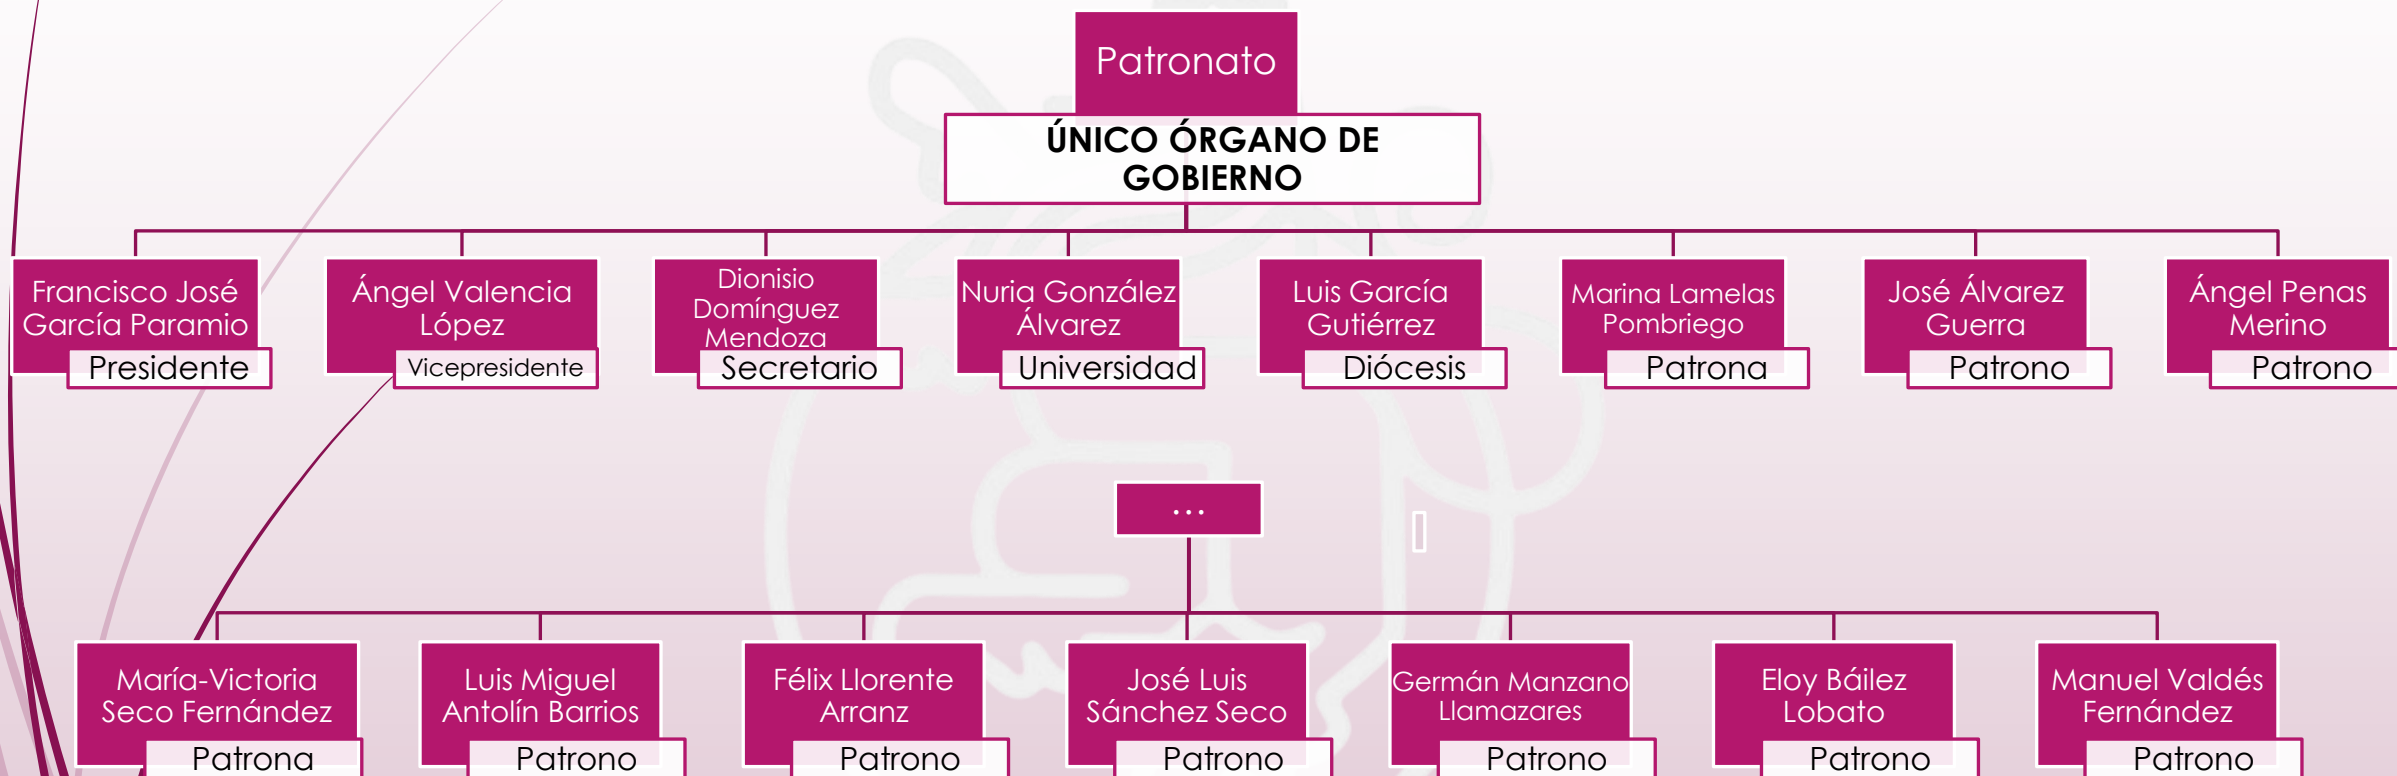 Patronato
ÚNICO ÓRGANO DE
GOBIERNO
Francisco José
García Paramio
Presidente
Ángel Valencia
López
Vicepresidente
Dionisio
Domínguez
Mendoza
Secretario
Nuria González
Álvarez
Universidad
Luis García
Gutiérrez
Diócesis
Marina Lamelas
Pombriego
Patrona
José Álvarez
Guerra
Patrono
Ángel Penas
Merino
Patrono
...
María-Victoria
Seco Fernández
Patrona
Luis Miguel
Antolín Barrios
Patrono
Félix Llorente
Arranz
Patrono
José Luis
Sánchez Seco
Patrono
Germán Manzano
Llamazares
Patrono
Eloy Báilez
Lobato
Patrono
Manuel Valdés
Fernández
Patrono